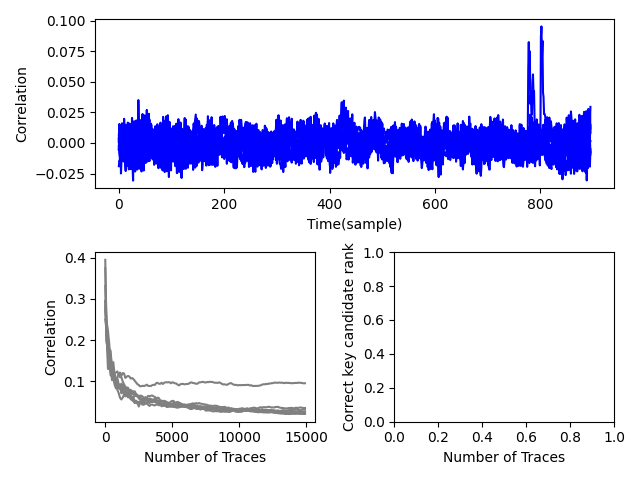 0.100
0.075
0.050
0.025
0.000
−0.025
Correlation
0 200 400 600 800
Time(sample)
0.4
0.3
0.2
0.1
Correlation
0 5000 10000 15000
Number of Traces
1.0
0.8
0.6
0.4
0.2
0.0
Correct key candidate rank
0.0 0.2 0.4 0.6 0.8 1.0
Number of Traces